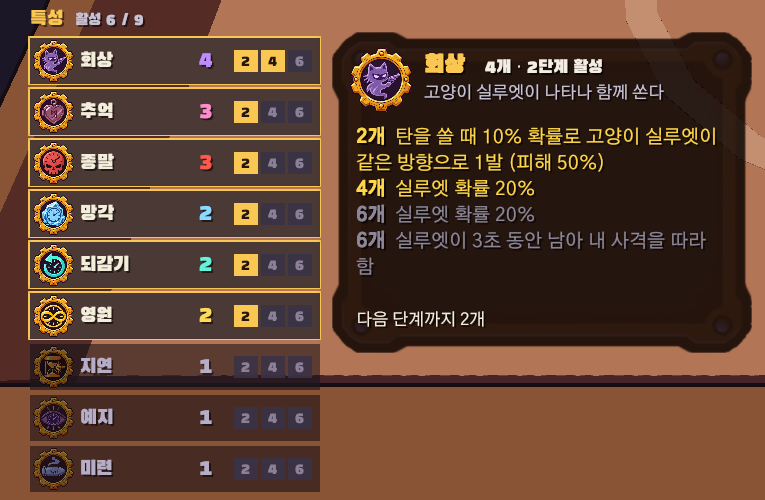 특성 활성 6 / 9
회상 4 2 4 6
추억 3 2 4 6
종말 3 2 4 6
망각 2 2 4 6
되감기 2 2 4 6
영원 2 2 4 6
지연 1 2 4 6
예지 1 2 4 6
미련 1 2 4 6
회상 4개 · 2단계 활성
고양이 실루엣이 나타나 함께 쏜다
2개 탄을 쏠 때 10% 확률로 고양이 실루엣이
같은 방향으로 1발 (피해 50%)
4개 실루엣 확률 20%
6개 실루엣 확률 20%
6개 실루엣이 3초 동안 남아 내 사격을 따라
함
다음 단계까지 2개